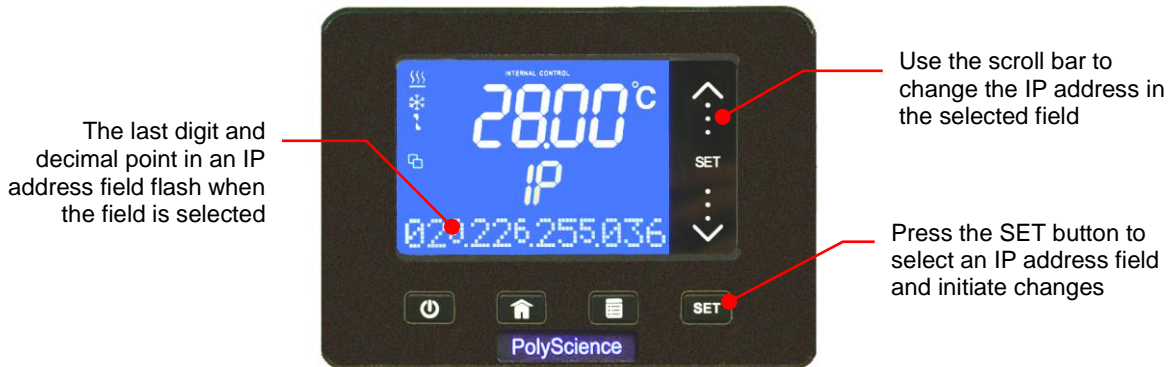 INTERNAL CONTROL
28.00°C
IP
020.226.255.036
SET
SET
PolyScience
The last digit and
decimal point in an IP
address field flash when
the field is selected
Use the scroll bar to
change the IP address in
the selected field
Press the SET button to
select an IP address field
and initiate changes